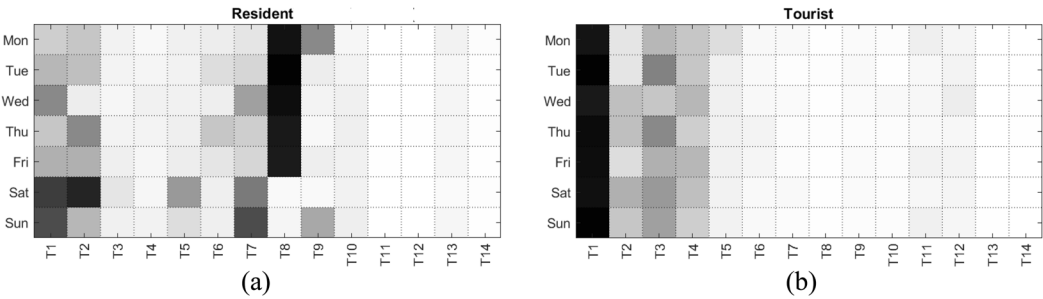 Resident
Mon
Tue
Wed
Thu
Fri
Sat
Sun
T1 T2 T3 T4 T5 T6 T7 T8 T9 T10 T11 T12 T13 T14
(a)
Tourist
Mon
Tue
Wed
Thu
Fri
Sat
Sun
T1 T2 T3 T4 T5 T6 T7 T8 T9 T10 T11 T12 T13 T14
(b)